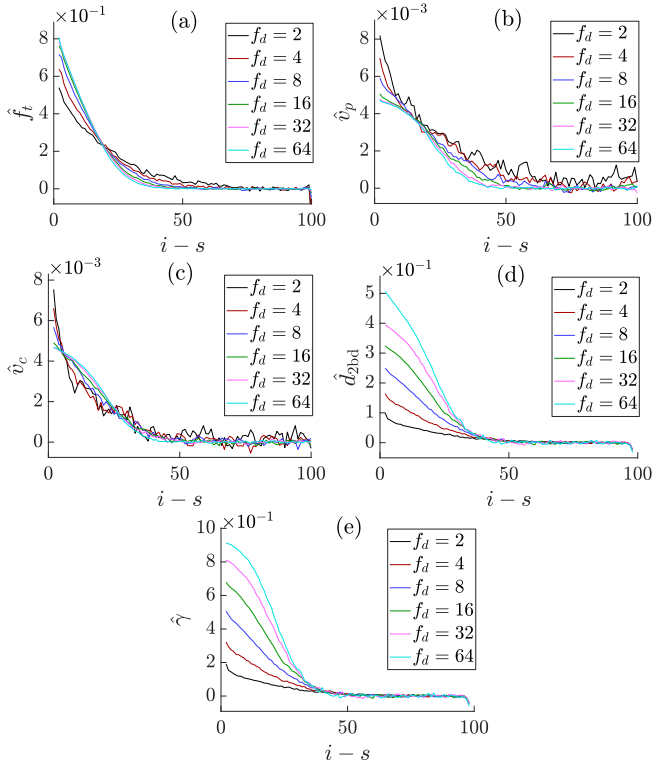 (a)
×10⁻¹
8
6
4
2
0
f̂_t
0 50 100
i − s
f_d = 2
f_d = 4
f_d = 8
f_d = 16
f_d = 32
f_d = 64
(b)
×10⁻³
8
6
4
2
0
v̂_p
0 50 100
i − s
f_d = 2
f_d = 4
f_d = 8
f_d = 16
f_d = 32
f_d = 64
(c)
×10⁻³
8
6
4
2
0
v̂_c
0 50 100
i − s
f_d = 2
f_d = 4
f_d = 8
f_d = 16
f_d = 32
f_d = 64
(d)
×10⁻¹
5
4
3
2
1
0
d̂_2bd
0 50 100
i − s
f_d = 2
f_d = 4
f_d = 8
f_d = 16
f_d = 32
f_d = 64
(e)
×10⁻¹
10
8
6
4
2
0
γ̂
0 50 100
i − s
f_d = 2
f_d = 4
f_d = 8
f_d = 16
f_d = 32
f_d = 64